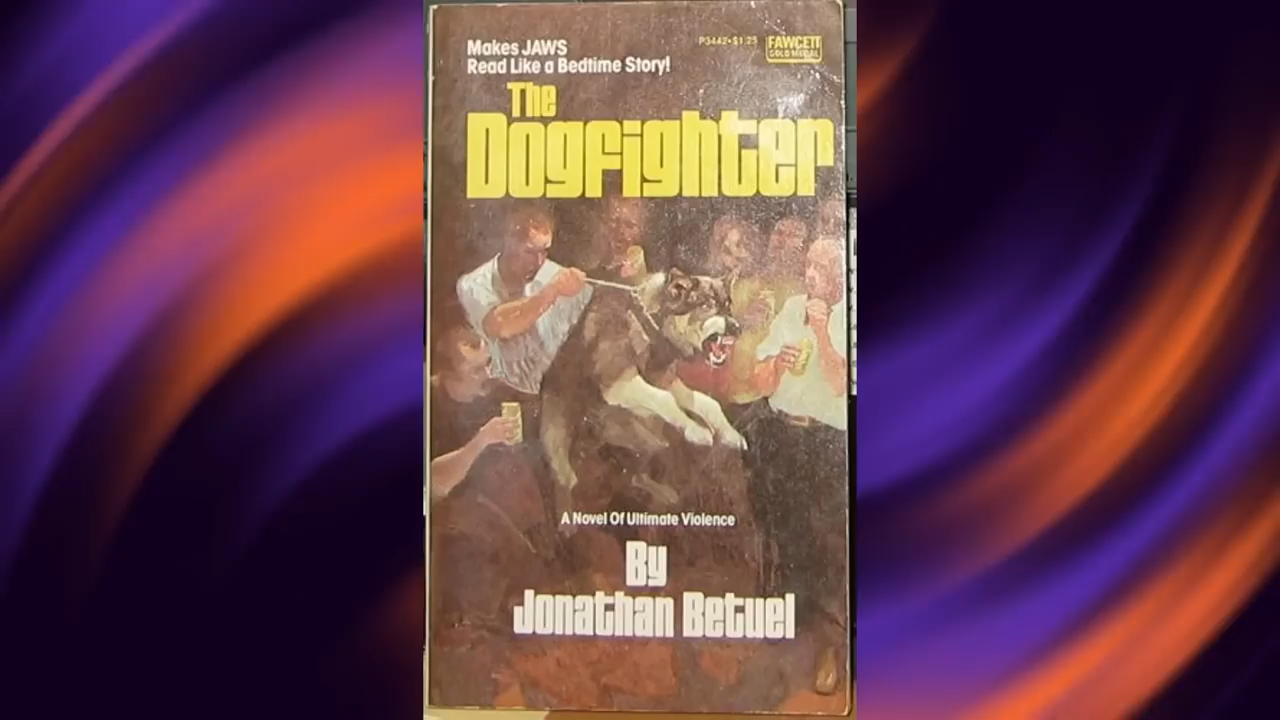 Makes JAWS
Read Like a Bedtime Story!
P3442•$1.25
FAWCETT
GOLD MEDAL
The
Dogfighter
A Novel Of Ultimate Violence
By
Jonathan Betuel